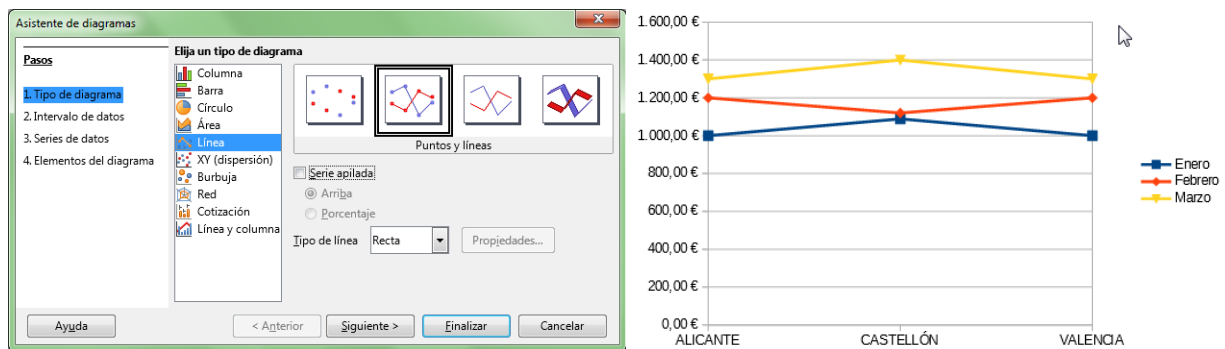 Asistente de diagramas
Pasos
1. Tipo de diagrama
2. Intervalo de datos
3. Series de datos
4. Elementos del diagrama
Elija un tipo de diagrama
Columna
Barra
Círculo
Área
Línea
XY (dispersión)
Burbuja
Red
Cotización
Línea y columna
Puntos y líneas
Serie apilada
Arriba
Porcentaje
Tipo de línea Recta Propiedades...
Ayuda < Anterior Siguiente > Finalizar Cancelar
1.600,00 €
1.400,00 €
1.200,00 €
1.000,00 €
800,00 €
600,00 €
400,00 €
200,00 €
0,00 €
ALICANTE CASTELLÓN VALENCIA
Enero
Febrero
Marzo